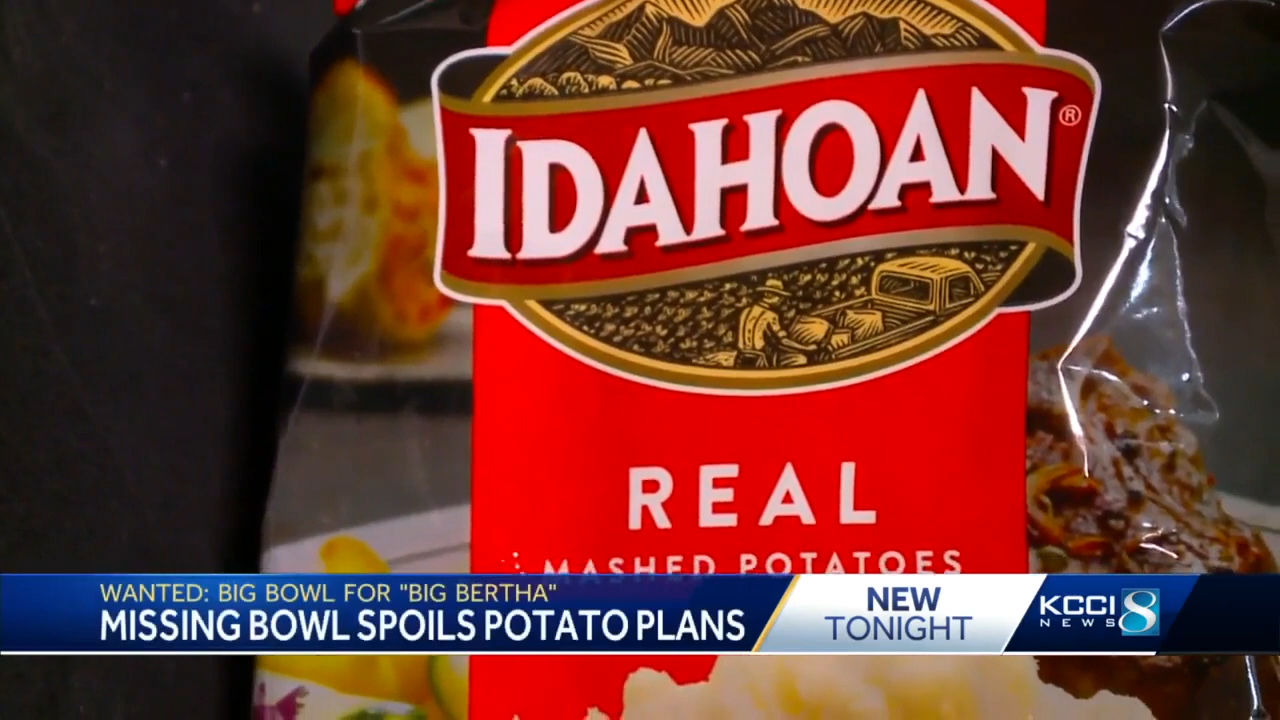 IDAHOAN®
REAL
MASHED POTATOES
WANTED: BIG BOWL FOR "BIG BERTHA"
MISSING BOWL SPOILS POTATO PLANS
NEW
TONIGHT
KCCI 8
NEWS